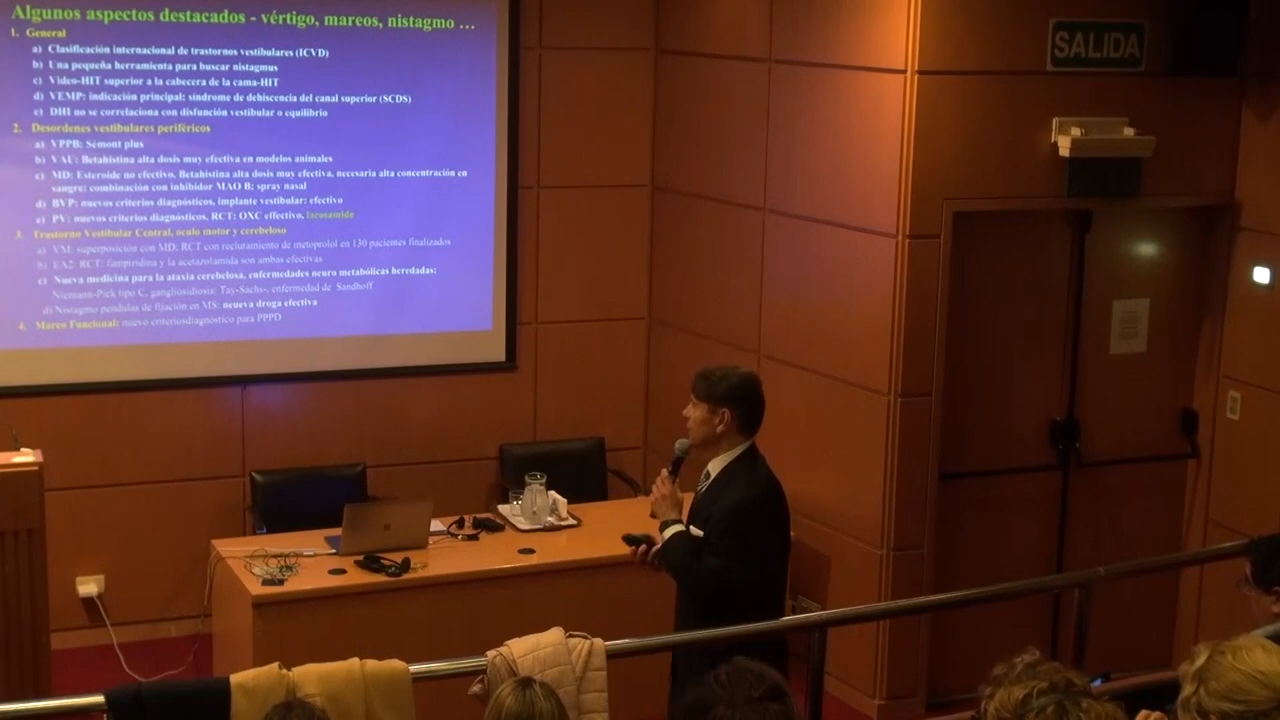 Algunos aspectos destacados - vértigo, mareos, nistagmo ...
1. General
a) Clasificación internacional de trastornos vestibulares (ICVD)
b) Una pequeña herramienta para buscar nistagmus
c) Video-HIT superior a la cabecera de la cama-HIT
d) VEMP: indicación principal: síndrome de dehiscencia del canal superior (SCDS)
e) DHI no se correlaciona con disfunción vestibular o equilibrio
2. Desordenes vestibulares periféricos
a) VPPB: Sémont plus
b) VAU: Betahistina alta dosis muy efectiva en modelos animales
c) MD: Esteroide no efectivo. Betahistina alta dosis muy efectiva, necesaria alta concentración en
sangre: combinación con inhibidor MAO B; spray nasal
d) BVP: nuevos criterios diagnósticos, implante vestibular: efectivo
e) PV: nuevos criterios diagnósticos. RCT: OXC effectivo, lacosamide
3. Trastorno Vestibular Central, óculo motor y cerebeloso
a) VM: superposición con MD; RCT con reclutamiento de metoprolol en 130 pacientes finalizados
b) EA2: RCT: fampiridina y la acetazolamida son ambas efectivas
c) Nueva medicina para la ataxia cerebelosa, enfermedades neuro metabólicas heredadas:
Niemann-Pick tipo C, gangliosidosis: Tay-Sachs-, enfermedad de Sandhoff
d) Nistagmo pendulas de fijación en MS: neueva droga efectiva
4. Mareo Funcional: nuevo criteriosdiagnóstico para PPPD
SALIDA